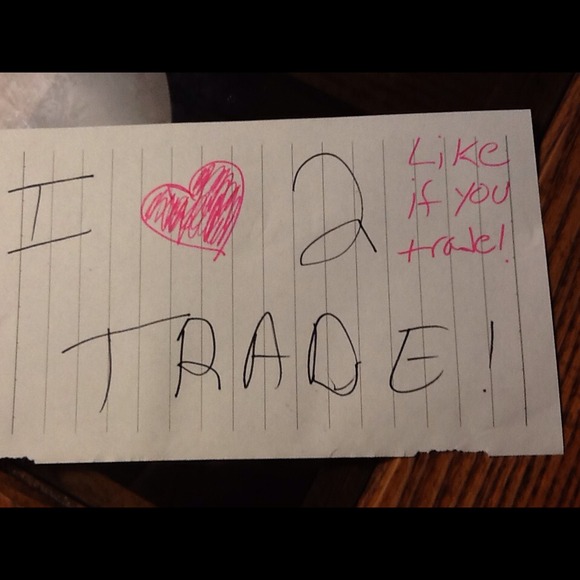 I ♥ 2
TRADE!
Like
if you
trade!